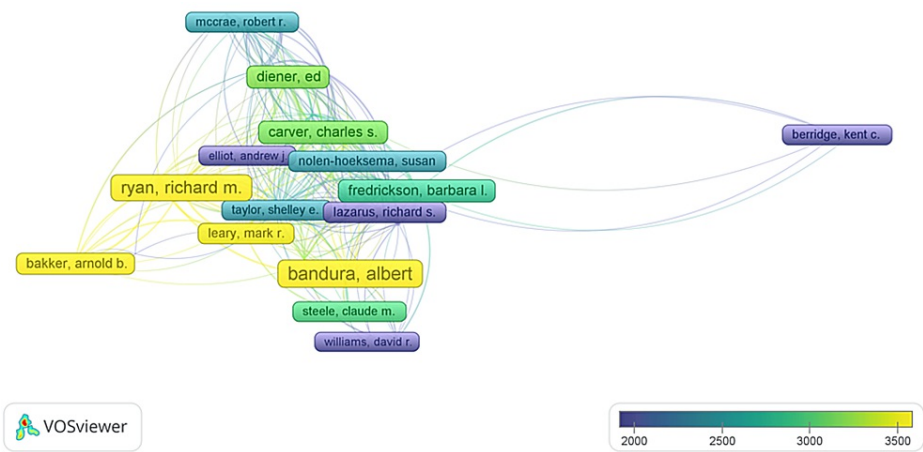 mccrae, robert r.
diener, ed
carver, charles s.
berridge, kent c.
elliot, andrew j
nolen-hoeksema, susan
ryan, richard m.
fredrickson, barbara l.
taylor, shelley e.
lazarus, richard s.
leary, mark r.
bakker, arnold b.
bandura, albert
steele, claude m.
williams, david r.
VOSviewer
2000 2500 3000 3500